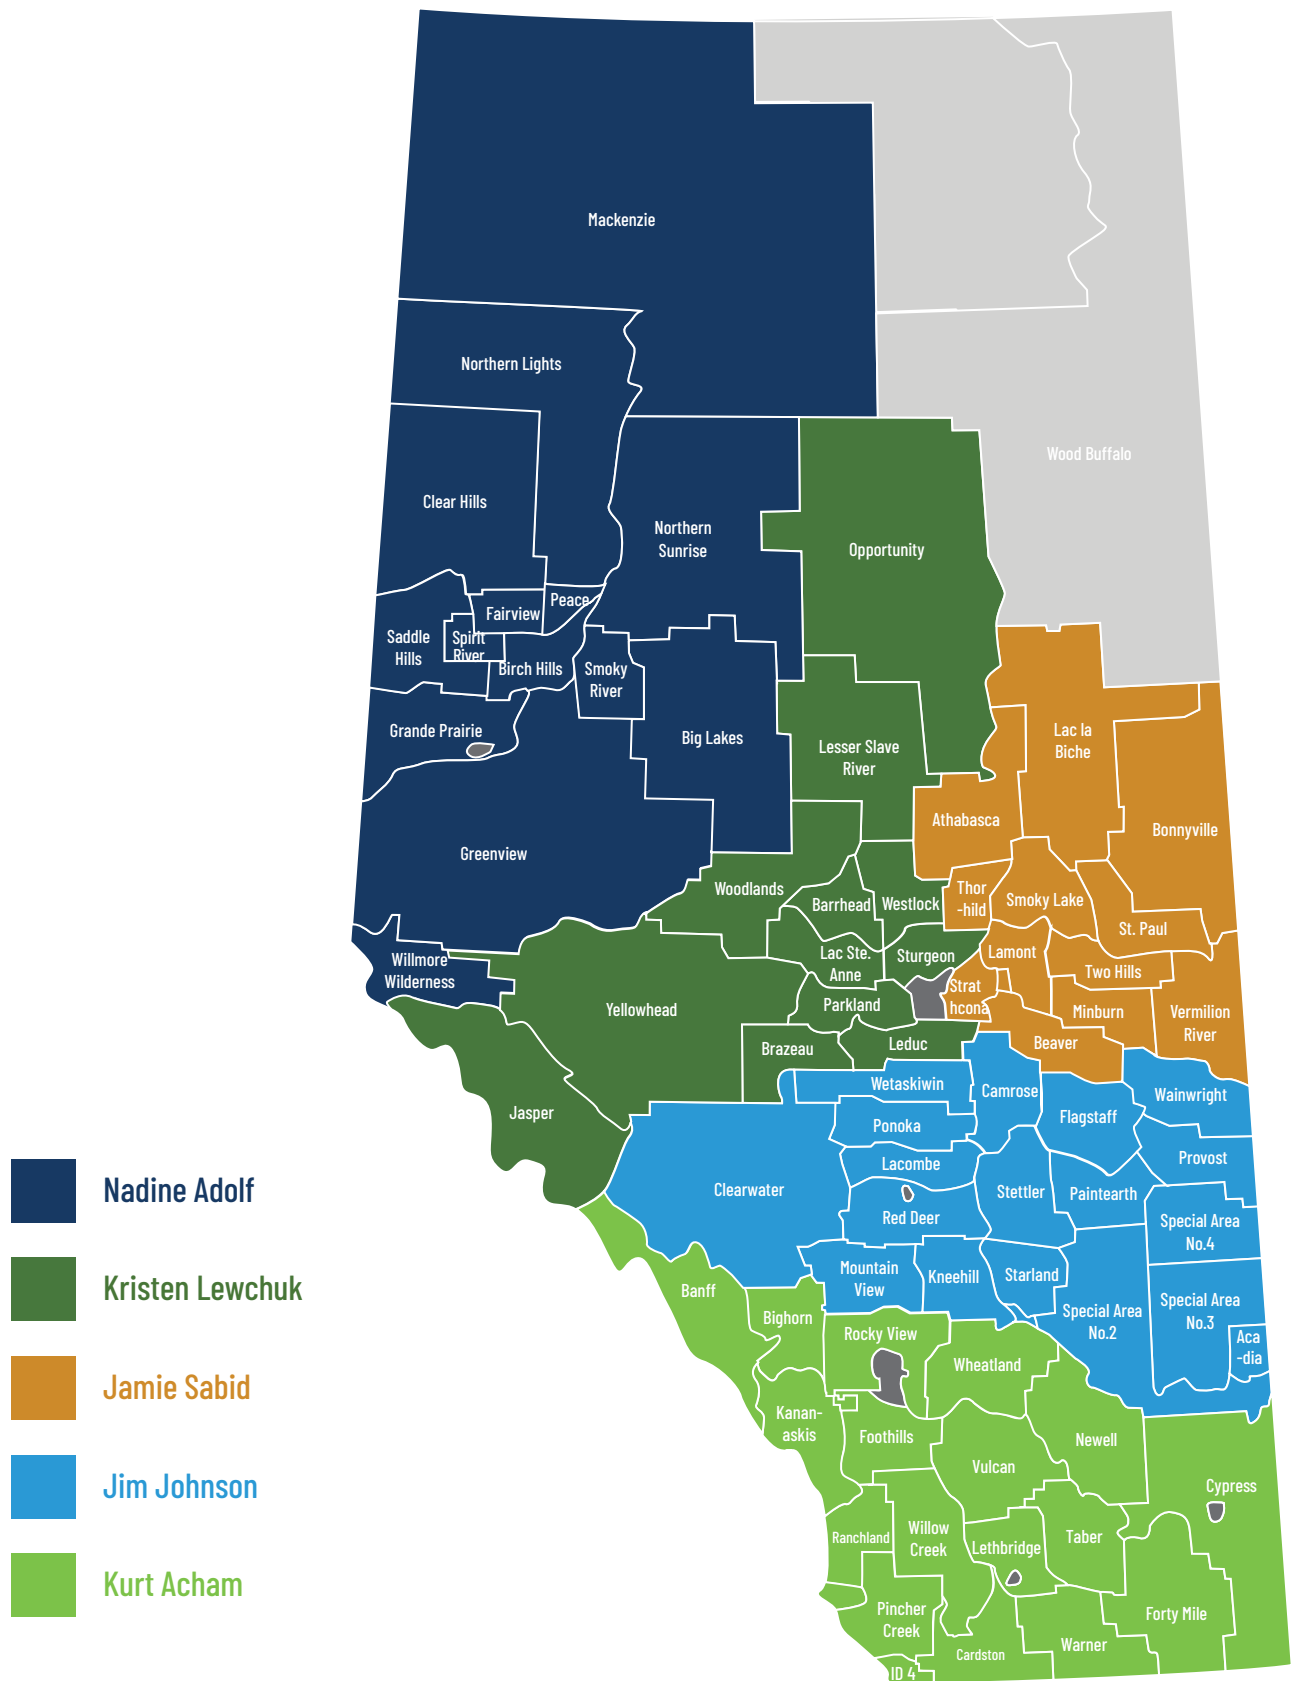 Mackenzie
Northern Lights
Wood Buffalo
Clear Hills
Northern
Sunrise
Opportunity
Peace
Fairview
Saddle
Hills
Spirit
River
Birch Hills
Smoky
River
Grande Prairie
Big Lakes
Lesser Slave
River
Lac la
Biche
Athabasca
Bonnyville
Greenview
Woodlands
Barrhead
Westlock
Thor
-hild
Smoky Lake
St. Paul
Willmore
Wilderness
Lac Ste.
Anne
Sturgeon
Lamont
Two Hills
Yellowhead
Parkland
Strat
hcona
Minburn
Vermilion
River
Brazeau
Leduc
Beaver
Jasper
Wetaskiwin
Camrose
Wainwright
Ponoka
Flagstaff
Lacombe
Provost
Clearwater
Stettler
Paintearth
Red Deer
Special Area
No.4
Mountain
View
Kneehill
Starland
Banff
Bighorn
Special Area
No.2
Special Area
No.3
Aca
-dia
Rocky View
Wheatland
Kanan-
askis
Foothills
Newell
Vulcan
Cypress
Ranchland
Willow
Creek
Lethbridge
Taber
Pincher
Creek
Forty Mile
Cardston
Warner
ID 4
Nadine Adolf
Kristen Lewchuk
Jamie Sabid
Jim Johnson
Kurt Acham